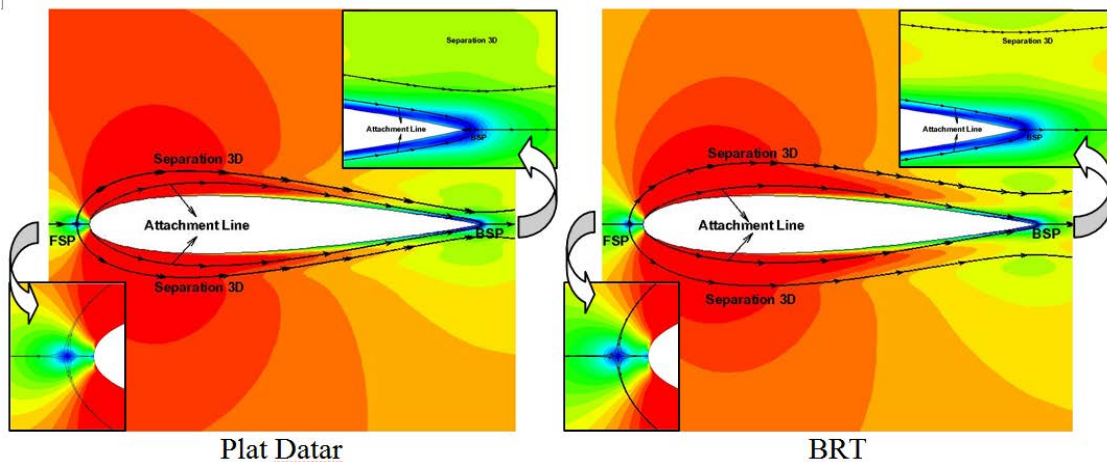 Separation 3D
Attachment Line
BSP
Separation 3D
Attachment Line
FSP
BSP
Separation 3D
Plat Datar
Separation 3D
Attachment Line
BSP
Separation 3D
Attachment Line
FSP
BSP
Separation 3D
BRT